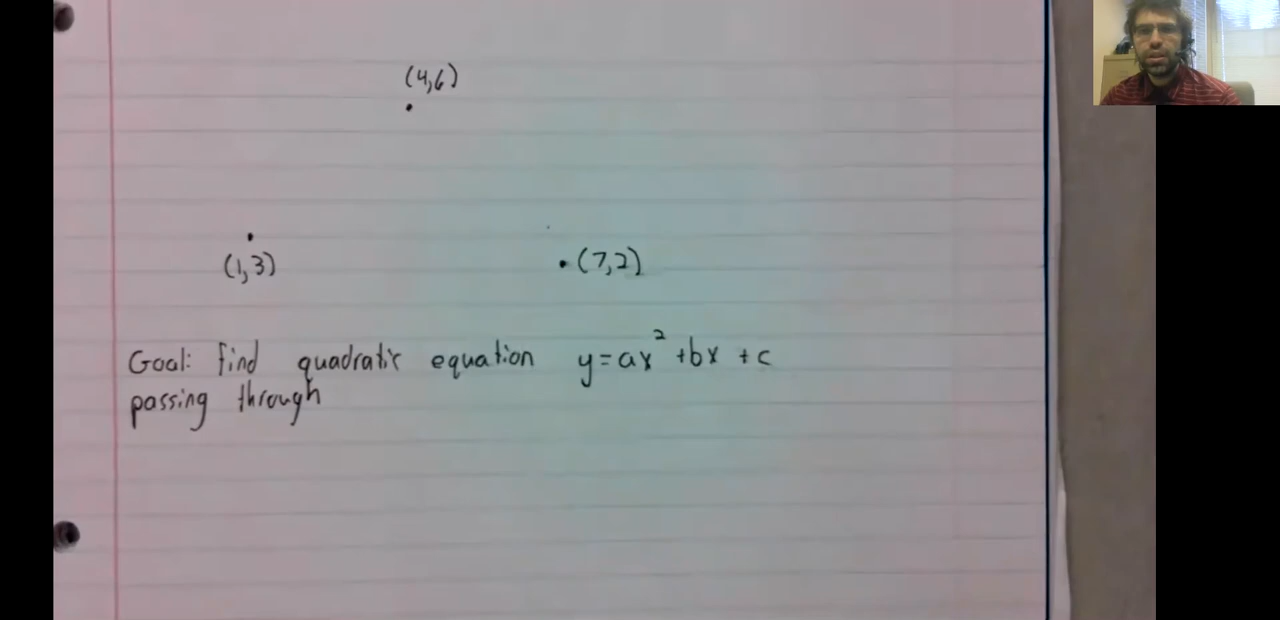 (4,6)
(1,3)
(7,2)
Goal: find quadratic equation y=ax²+bx+c
passing through